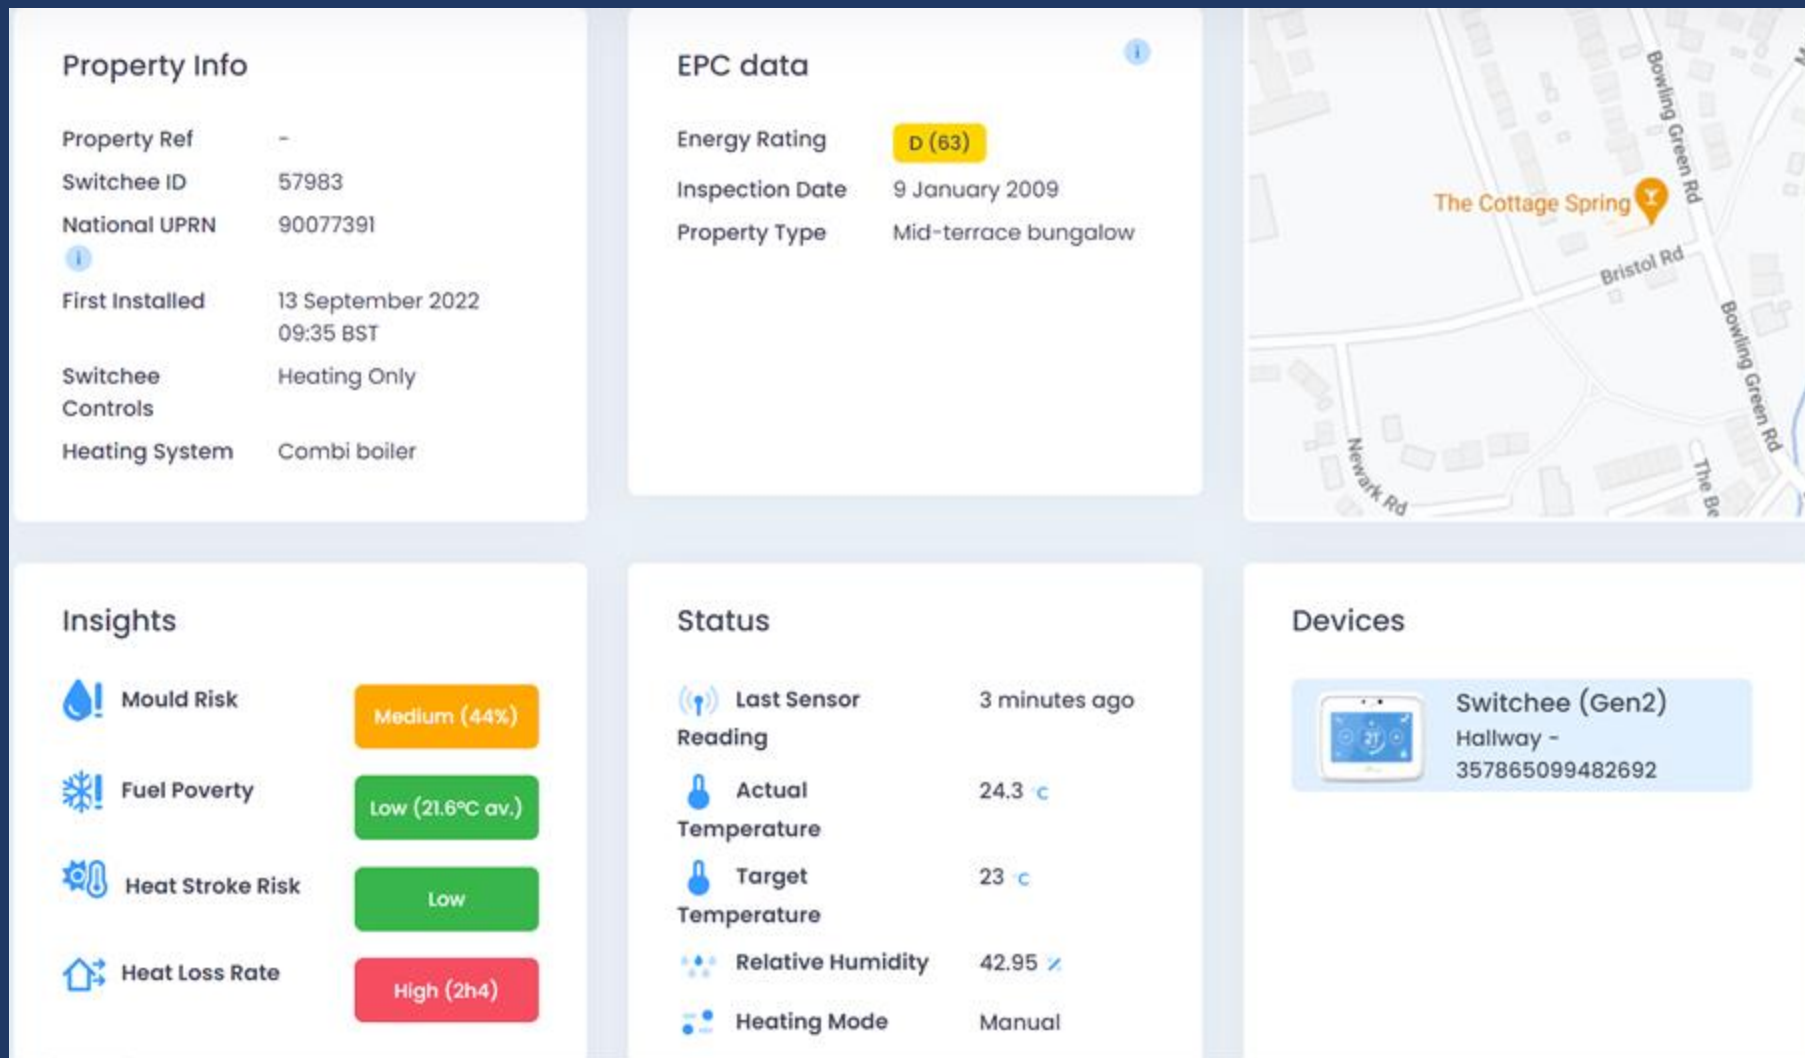 Property Info
Property Ref -
Switchee ID 57983
National UPRN 90077391
i
First Installed 13 September 2022
09:35 BST
Switchee Heating Only
Controls
Heating System Combi boiler
EPC data
i
Energy Rating D (63)
Inspection Date 9 January 2009
Property Type Mid-terrace bungalow
Bowling Green Rd
The Cottage Spring
Bristol Rd
Bowling Green Rd
Newark Rd
The Be
Insights
Mould Risk Medium (44%)
Fuel Poverty Low (21.6°C av.)
Heat Stroke Risk Low
Heat Loss Rate High (2h4)
Status
Last Sensor 3 minutes ago
Reading
Actual 24.3 °C
Temperature
Target 23 °C
Temperature
Relative Humidity 42.95 %
Heating Mode Manual
Devices
Switchee (Gen2)
Hallway -
357865099482692
21